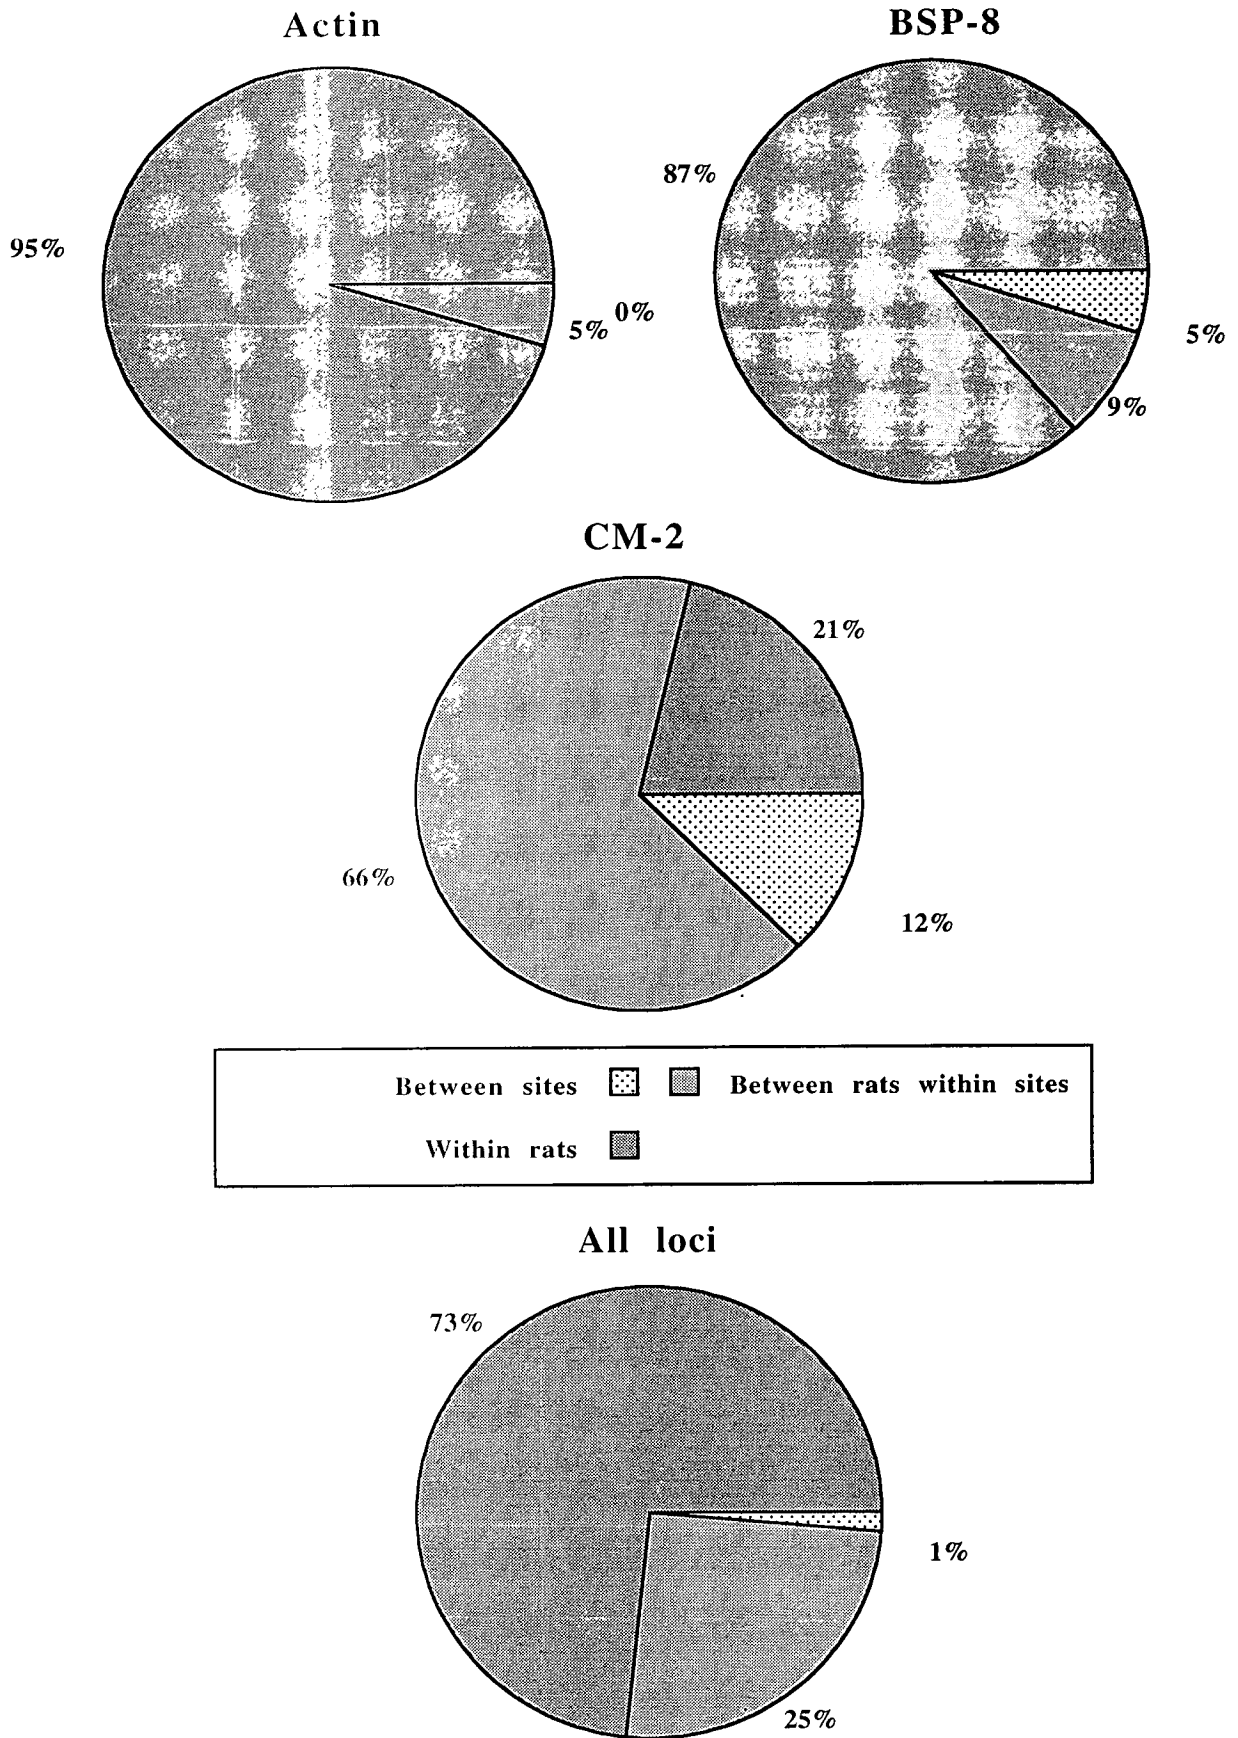 Actin
BSP-8
87%
95%
5%
0%
5%
9%
CM-2
21%
66%
12%
Between sites
Between rats within sites
Within rats
All loci
73%
1%
25%